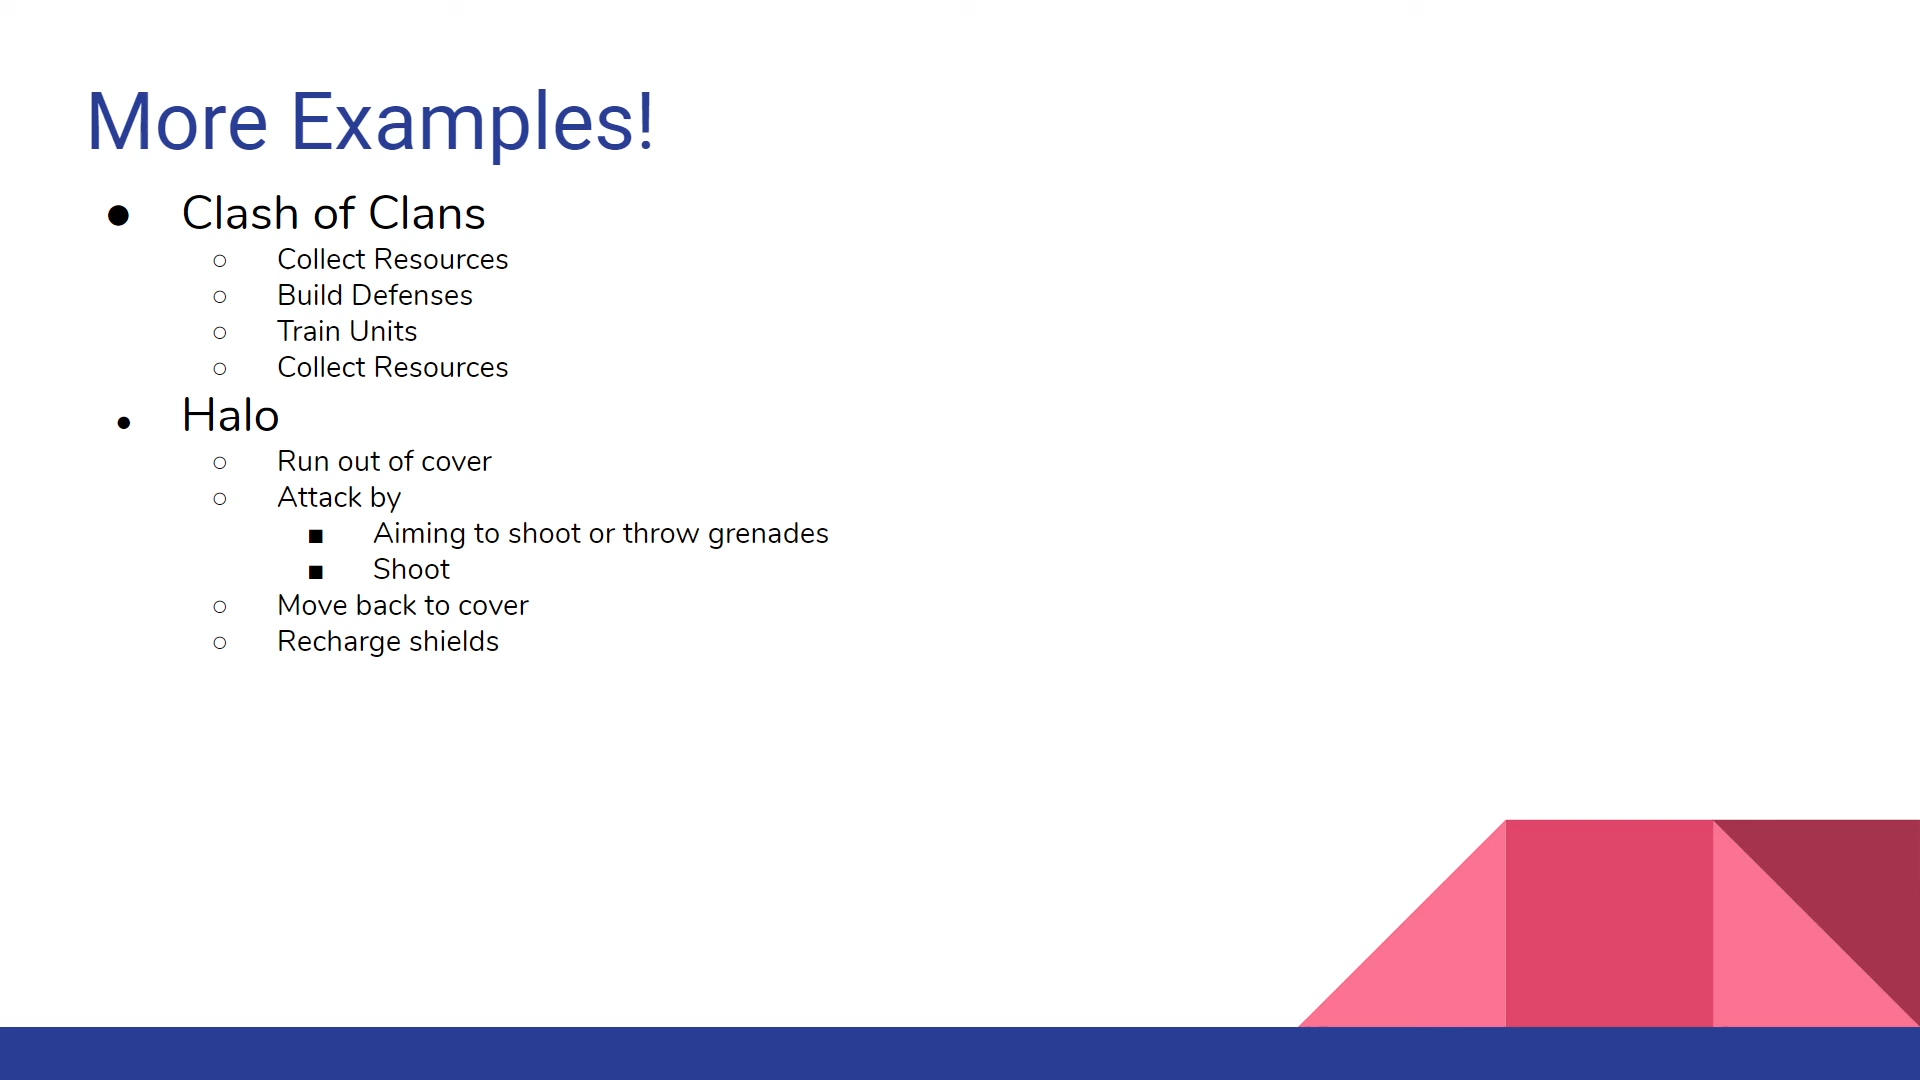 More Examples!
● Clash of Clans
○ Collect Resources
○ Build Defenses
○ Train Units
○ Collect Resources
● Halo
○ Run out of cover
○ Attack by
■ Aiming to shoot or throw grenades
■ Shoot
○ Move back to cover
○ Recharge shields